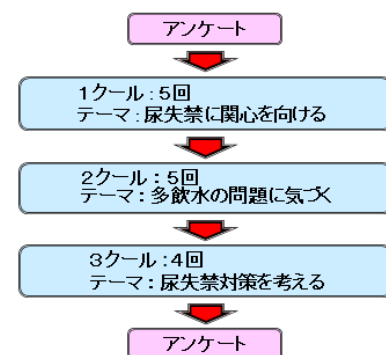 アンケート
1クール:5回
テーマ:尿失禁に関心を向ける
2クール:5回
テーマ:多飲水の問題に気づく
3クール:4回
テーマ:尿失禁対策を考える
アンケート